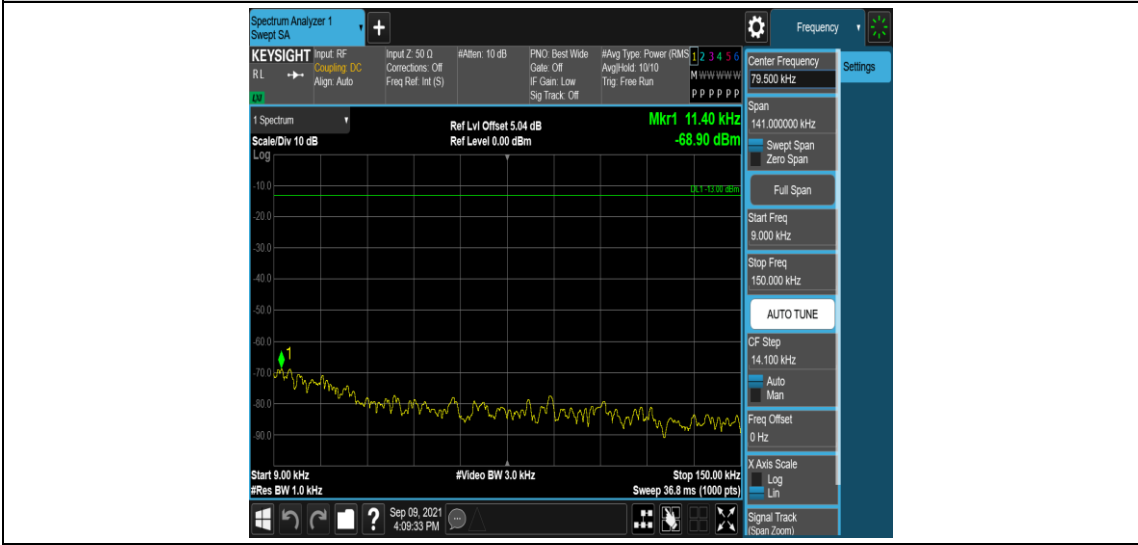 Spectrum Analyzer 1
Swept SA
+
Frequency
KEYSIGHT
RL
LM
Input: RF
Coupling: DC
Align: Auto
Input Z: 50 Ω
Corrections: Off
Freq Ref: Int (S)
#Atten: 10 dB
PNO: Best Wide
Gate: Off
IF Gain: Low
Sig Track: Off
#Avg Type: Power (RMS
Avg|Hold: 10/10
Trig: Free Run
1 2 3 4 5 6
M W W W W W
P P P P P P
1 Spectrum
Scale/Div 10 dB
Log
Ref Lvl Offset 5.04 dB
Ref Level 0.00 dBm
Mkr1 11.40 kHz
-68.90 dBm
DL1 -13.00 dBm
-10.0
-20.0
-30.0
-40.0
-50.0
-60.0
-70.0
-80.0
-90.0
1
Start 9.00 kHz
#Res BW 1.0 kHz
#Video BW 3.0 kHz
Stop 150.00 kHz
Sweep 36.8 ms (1000 pts)
?
Sep 09, 2021
4:09:33 PM
Center Frequency
79.500 kHz
Span
141.000000 kHz
Swept Span
Zero Span
Full Span
Start Freq
9.000 kHz
Stop Freq
150.000 kHz
AUTO TUNE
CF Step
14.100 kHz
Auto
Man
Freq Offset
0 Hz
X Axis Scale
Log
Lin
Signal Track
(Span Zoom)
Settings